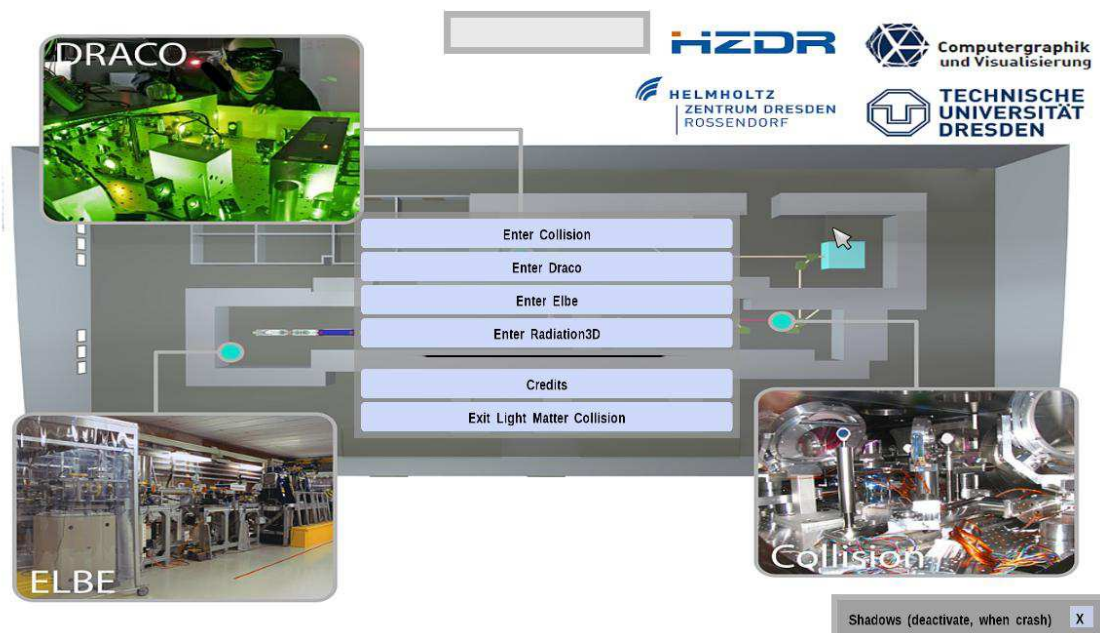 DRACO
HZDR
Computergraphik
und Visualisierung
HELMHOLTZ
ZENTRUM DRESDEN
ROSSENDORF
TECHNISCHE
UNIVERSITÄT
DRESDEN
Enter Collision
Enter Draco
Enter Elbe
Enter Radiation3D
Credits
Exit Light Matter Collision
ELBE
Collision
Shadows (deactivate, when crash) X